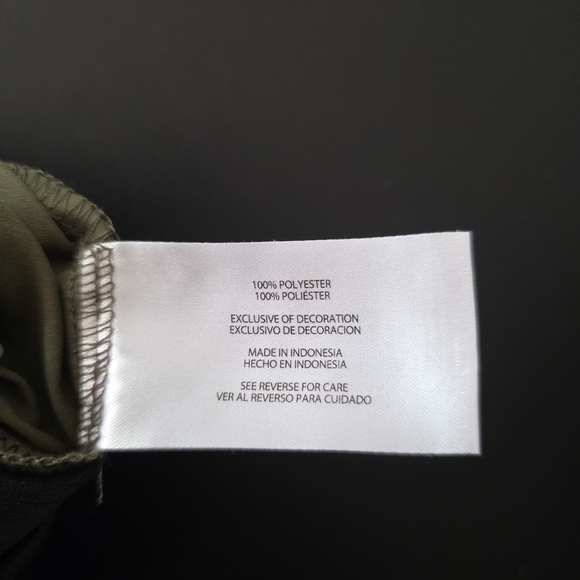 100% POLYESTER
100% POLIÉSTER
EXCLUSIVE OF DECORATION
EXCLUSIVO DE DECORACION
MADE IN INDONESIA
HECHO EN INDONESIA
SEE REVERSE FOR CARE
VER AL REVERSO PARA CUIDADO